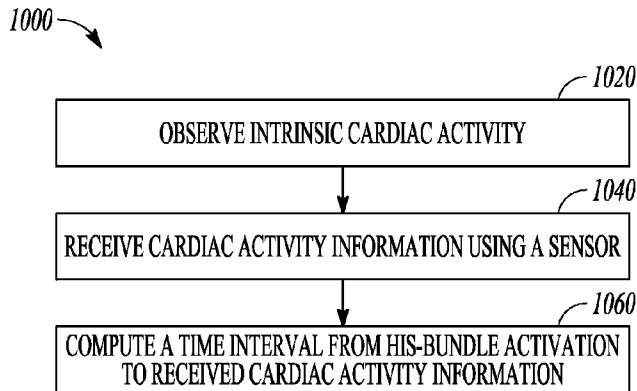 1000
1020
OBSERVE INTRINSIC CARDIAC ACTIVITY
1040
RECEIVE CARDIAC ACTIVITY INFORMATION USING A SENSOR
1060
COMPUTE A TIME INTERVAL FROM HIS-BUNDLE ACTIVATION
TO RECEIVED CARDIAC ACTIVITY INFORMATION